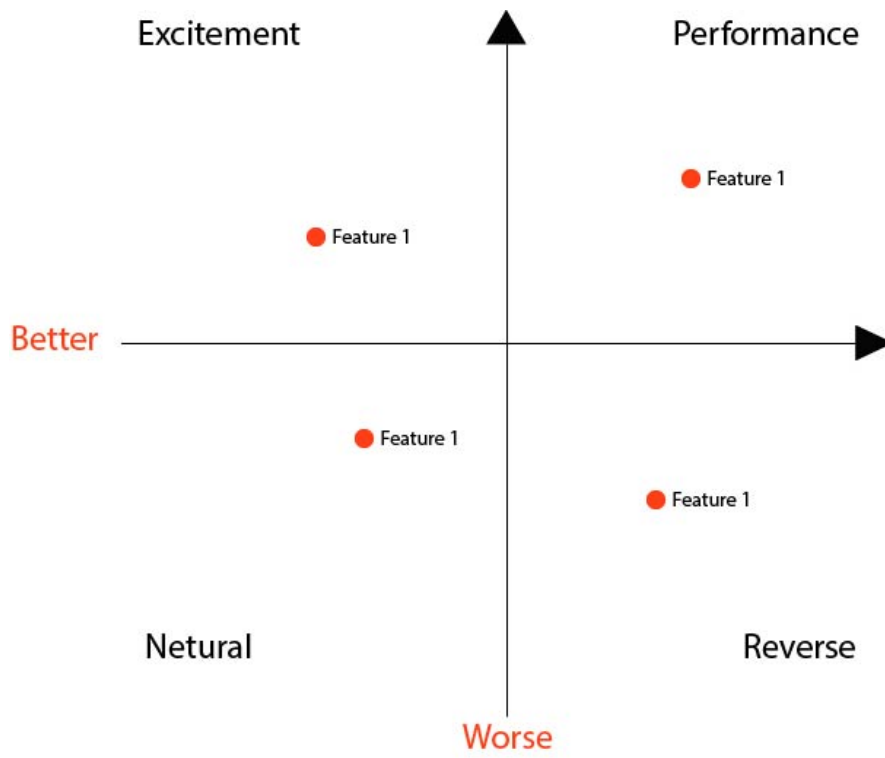 Excitement
Performance
Feature 1
Feature 1
Better
Feature 1
Feature 1
Netural
Reverse
Worse